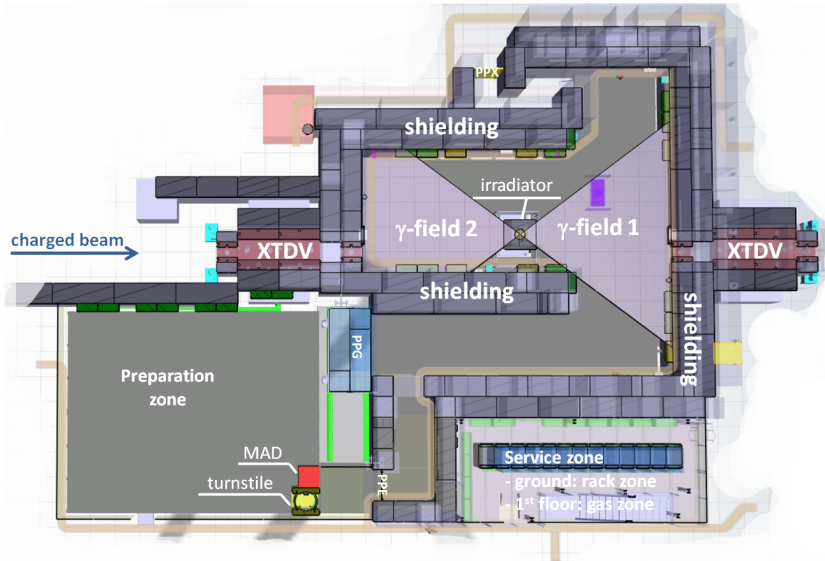 PPX
shielding
irradiator
γ-field 2
γ-field 1
charged beam
XTDV
XTDV
shielding
shielding
PPG
Preparation
zone
MAD
turnstile
PPE
Service zone
- ground: rack zone
- 1st floor: gas zone